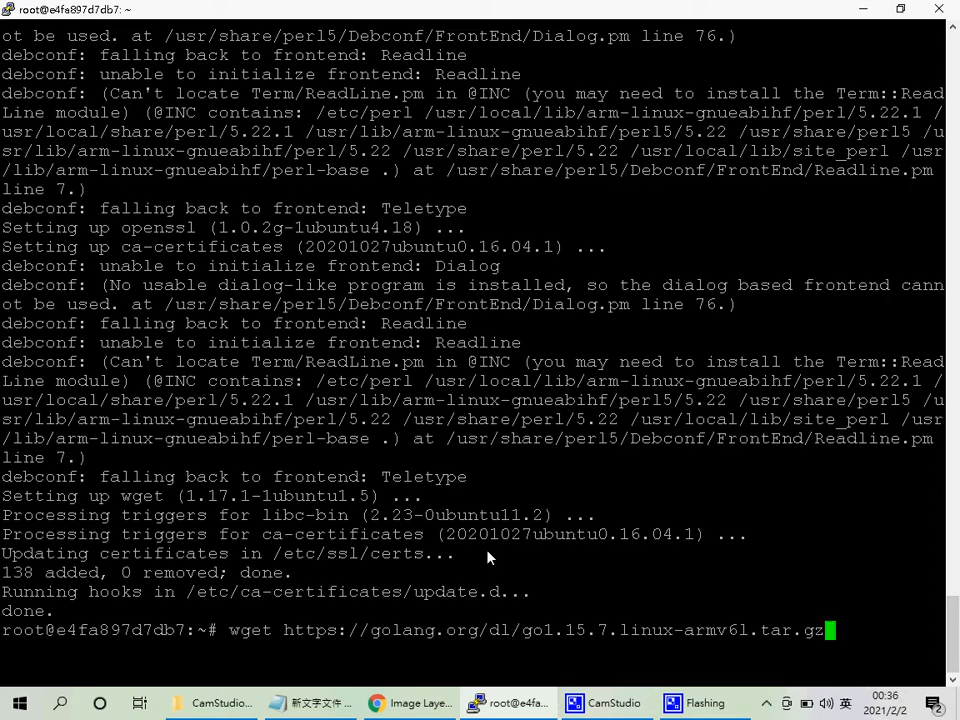 root@e4fa897d7db7: ~
ot be used. at /usr/share/perl5/Debconf/FrontEnd/Dialog.pm line 76.)
debconf: falling back to frontend: Readline
debconf: unable to initialize frontend: Readline
debconf: (Can't locate Term/ReadLine.pm in @INC (you may need to install the Term::Read
Line module) (@INC contains: /etc/perl /usr/local/lib/arm-linux-gnueabihf/perl/5.22.1 /
usr/local/share/perl/5.22.1 /usr/lib/arm-linux-gnueabihf/perl5/5.22 /usr/share/perl5 /u
sr/lib/arm-linux-gnueabihf/perl/5.22 /usr/share/perl/5.22 /usr/local/lib/site_perl /usr
/lib/arm-linux-gnueabihf/perl-base .) at /usr/share/perl5/Debconf/FrontEnd/Readline.pm
line 7.)
debconf: falling back to frontend: Teletype
Setting up openssl (1.0.2g-1ubuntu4.18) ...
Setting up ca-certificates (20201027ubuntu0.16.04.1) ...
debconf: unable to initialize frontend: Dialog
debconf: (No usable dialog-like program is installed, so the dialog based frontend cann
ot be used. at /usr/share/perl5/Debconf/FrontEnd/Dialog.pm line 76.)
debconf: falling back to frontend: Readline
debconf: unable to initialize frontend: Readline
debconf: (Can't locate Term/ReadLine.pm in @INC (you may need to install the Term::Read
Line module) (@INC contains: /etc/perl /usr/local/lib/arm-linux-gnueabihf/perl/5.22.1 /
usr/local/share/perl/5.22.1 /usr/lib/arm-linux-gnueabihf/perl5/5.22 /usr/share/perl5 /u
sr/lib/arm-linux-gnueabihf/perl/5.22 /usr/share/perl/5.22 /usr/local/lib/site_perl /usr
/lib/arm-linux-gnueabihf/perl-base .) at /usr/share/perl5/Debconf/FrontEnd/Readline.pm
line 7.)
debconf: falling back to frontend: Teletype
Setting up wget (1.17.1-1ubuntu1.5) ...
Processing triggers for libc-bin (2.23-0ubuntu11.2) ...
Processing triggers for ca-certificates (20201027ubuntu0.16.04.1) ...
Updating certificates in /etc/ssl/certs...
138 added, 0 removed; done.
Running hooks in /etc/ca-certificates/update.d...
done.
root@e4fa897d7db7:~# wget https://golang.org/dl/go1.15.7.linux-armv6l.tar.gz
CamStudio...
新文字文件 ...
Image Laye...
root@e4fa...
CamStudio
Flashing
英
00:36
2021/2/2
2